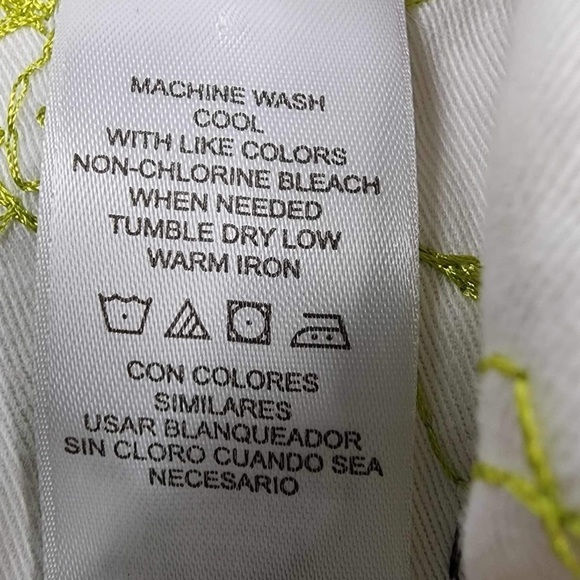 MACHINE WASH
COOL
WITH LIKE COLORS
NON-CHLORINE BLEACH
WHEN NEEDED
TUMBLE DRY LOW
WARM IRON
CON COLORES
SIMILARES
USAR BLANQUEADOR
SIN CLORO CUANDO SEA
NECESARIO